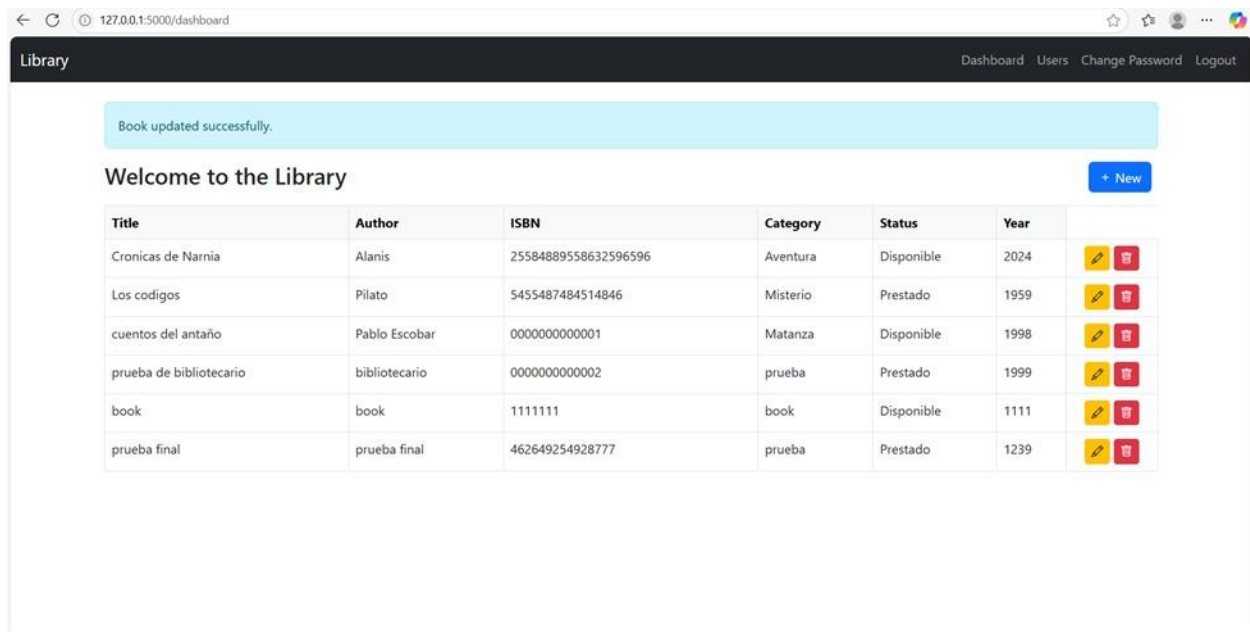 127.0.0.1:5000/dashboard
Library Dashboard Users Change Password Logout
Book updated successfully.
Welcome to the Library + New
Title Author ISBN Category Status Year
Cronicas de Narnia Alanis 25584889558632596596 Aventura Disponible 2024
Los codigos Pilato 5455487484514846 Misterio Prestado 1959
cuentos del antaño Pablo Escobar 0000000000001 Matanza Disponible 1998
prueba de bibliotecario bibliotecario 0000000000002 prueba Prestado 1999
book book 1111111 book Disponible 1111
prueba final prueba final 462649254928777 prueba Prestado 1239